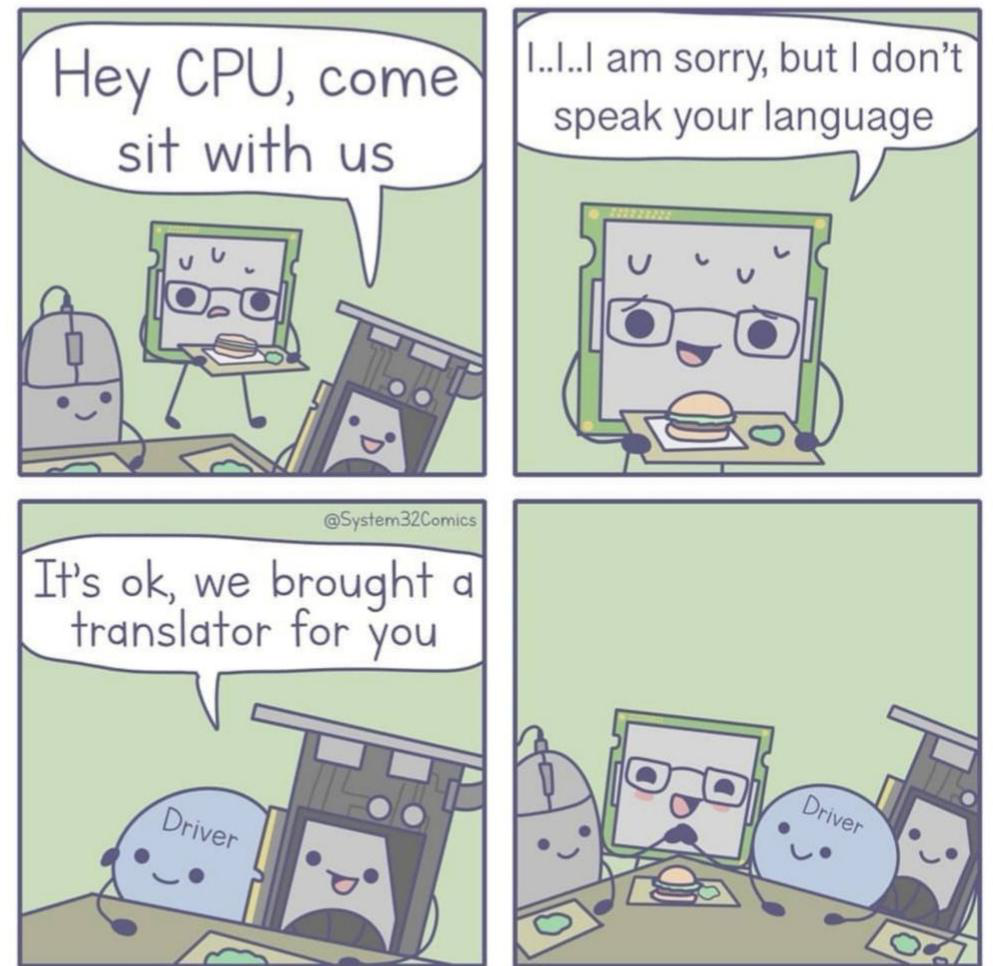 Hey CPU, come
sit with us
I..I..I am sorry, but I don't
speak your language
@System32Comics
It's ok, we brought a
translator for you
Driver
Driver